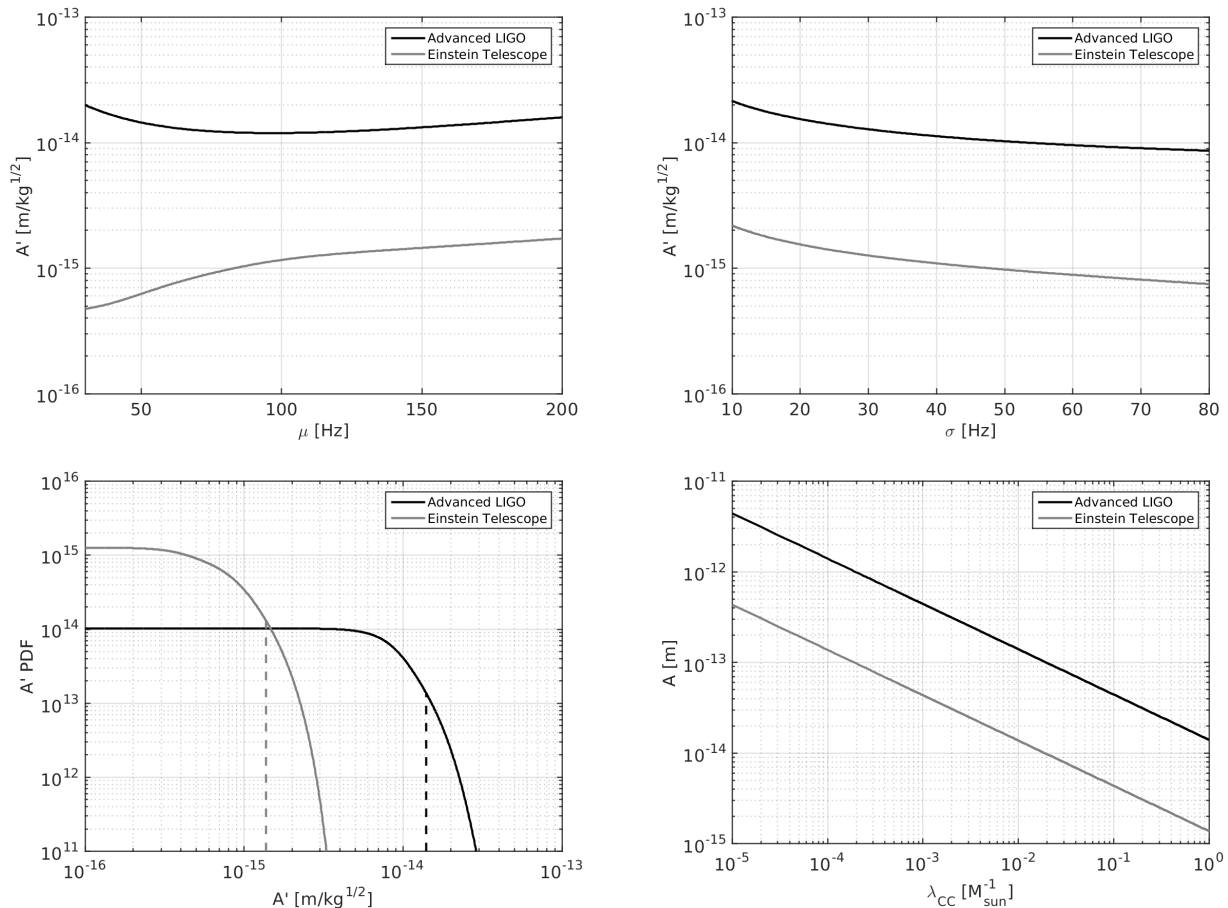 10^-13
10^-14
10^-15
10^-16
A' [m/kg^1/2]
Advanced LIGO
Einstein Telescope
50
100
150
200
μ [Hz]
10^-13
10^-14
10^-15
10^-16
A' [m/kg^1/2]
Advanced LIGO
Einstein Telescope
10
20
30
40
50
60
70
80
σ [Hz]
10^16
10^15
10^14
10^13
10^12
10^11
A' PDF
Advanced LIGO
Einstein Telescope
10^-16
10^-15
10^-14
10^-13
A' [m/kg^1/2]
10^-11
10^-12
10^-13
10^-14
10^-15
A [m]
Advanced LIGO
Einstein Telescope
10^-5
10^-4
10^-3
10^-2
10^-1
10^0
λ_CC [M_sun^-1]